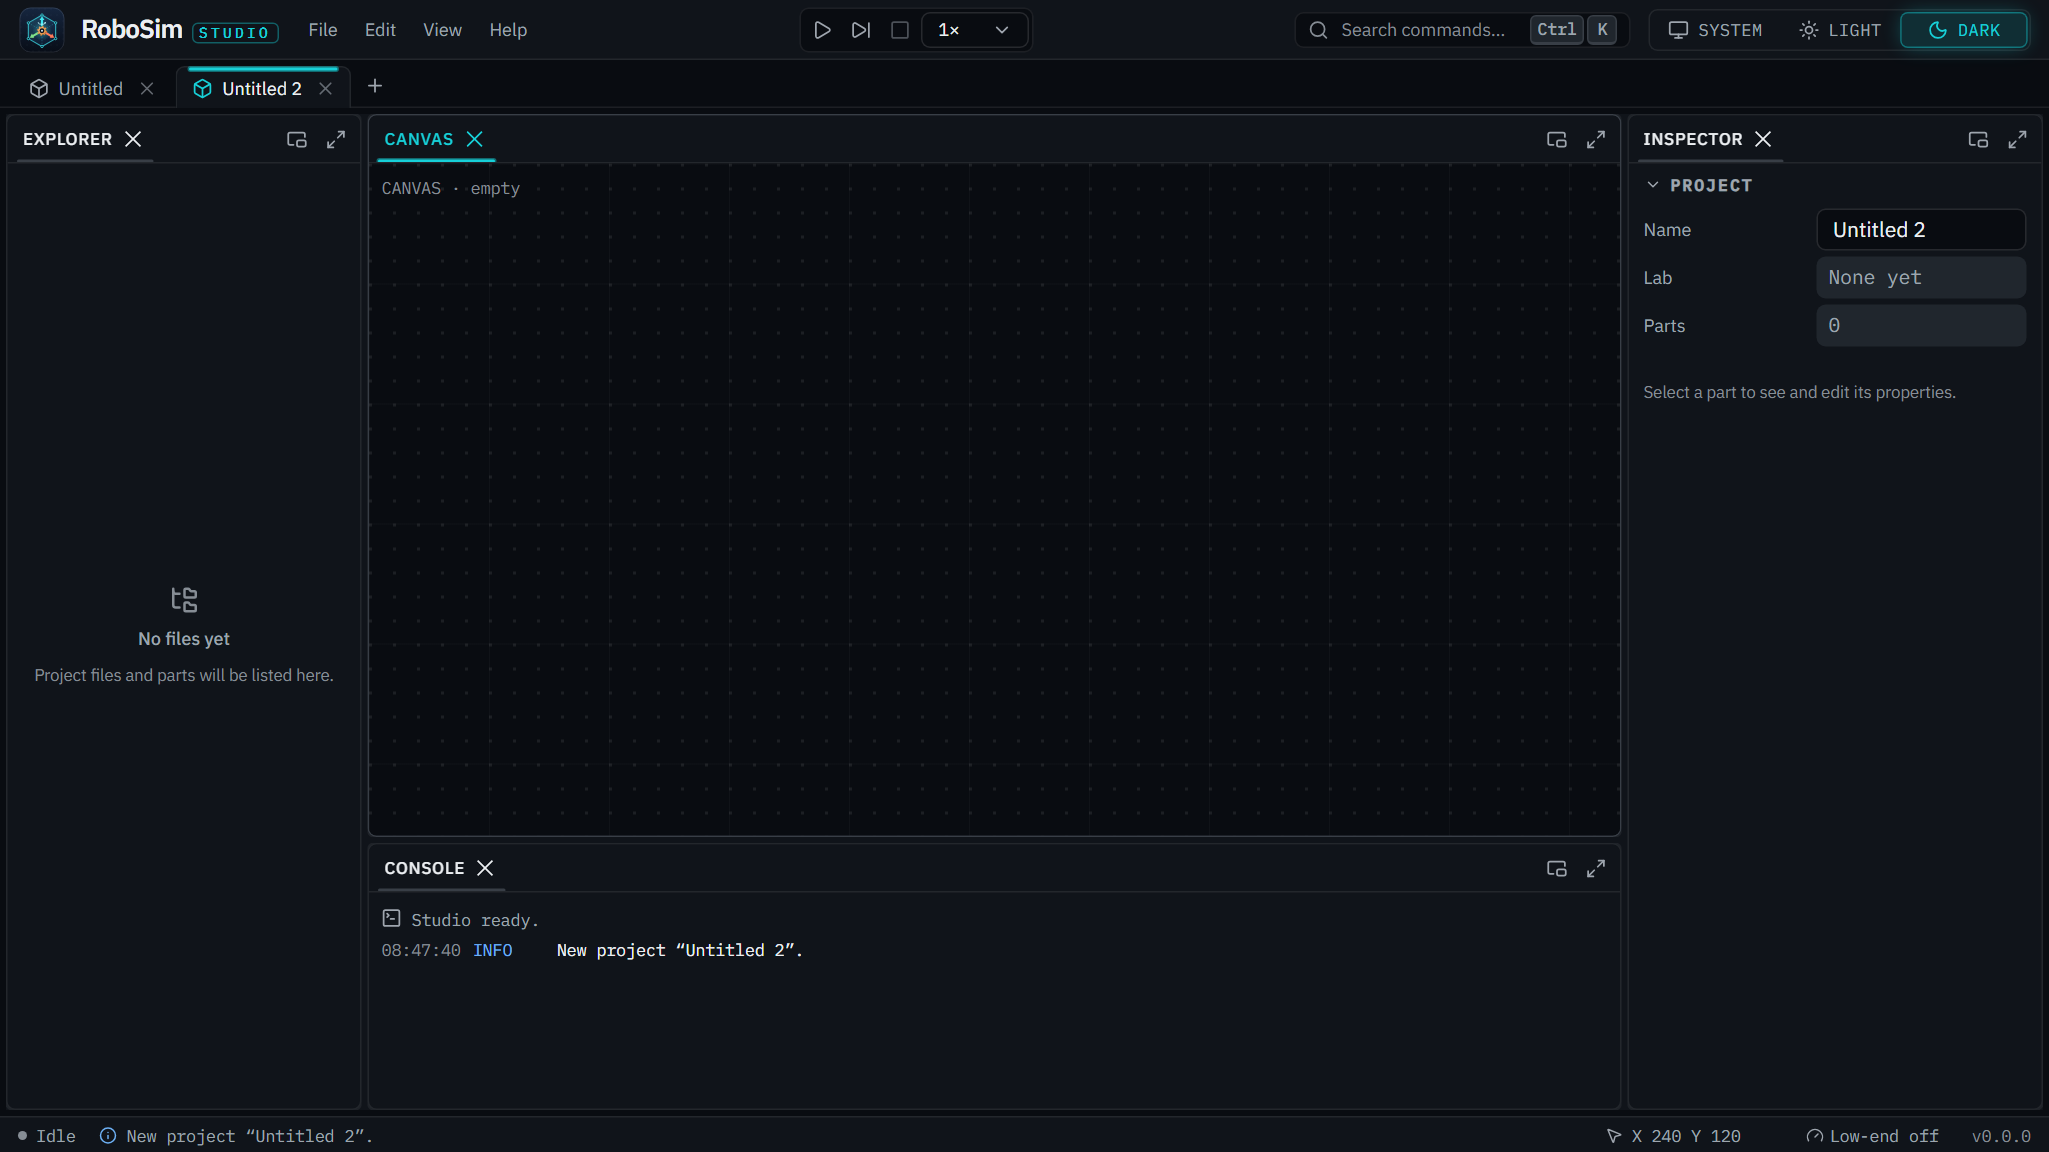 RoboSim STUDIO File Edit View Help 1× Search commands... Ctrl K SYSTEM LIGHT DARK
Untitled Untitled 2
EXPLORER
No files yet
Project files and parts will be listed here.
CANVAS
CANVAS · empty
CONSOLE
Studio ready.
08:47:40 INFO New project “Untitled 2”.
INSPECTOR
PROJECT
Name Untitled 2
Lab None yet
Parts 0
Select a part to see and edit its properties.
Idle New project “Untitled 2”. X 240 Y 120 Low-end off v0.0.0